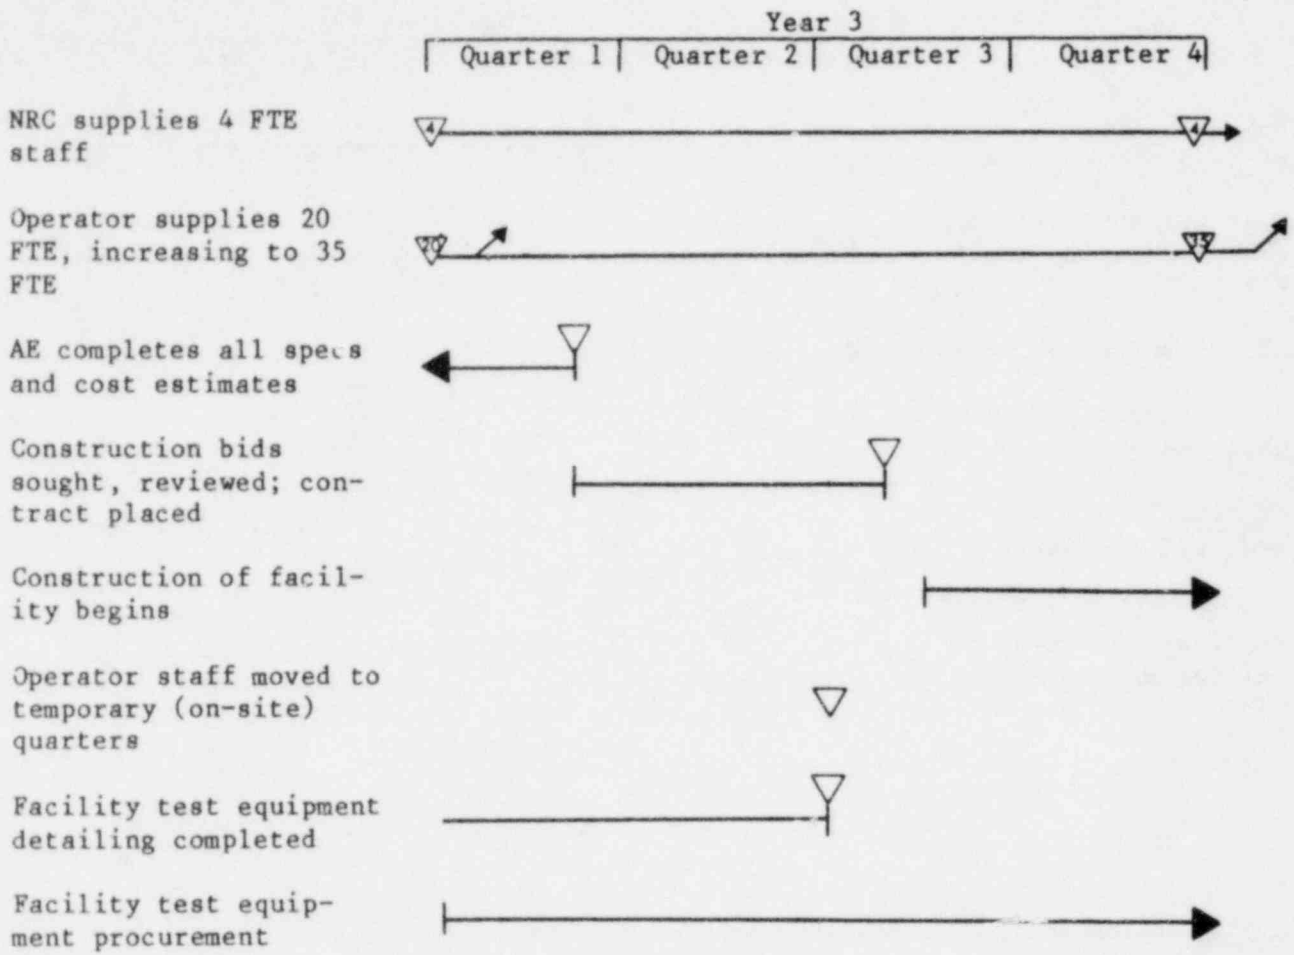 Year 3
Quarter 1 Quarter 2 Quarter 3 Quarter 4
NRC supplies 4 FTE
staff
4 4
Operator supplies 20
FTE, increasing to 35
FTE
20 35
AE completes all specs
and cost estimates
Construction bids
sought, reviewed; con-
tract placed
Construction of facil-
ity begins
Operator staff moved to
temporary (on-site)
quarters
Facility test equipment
detailing completed
Facility test equip-
ment procurement